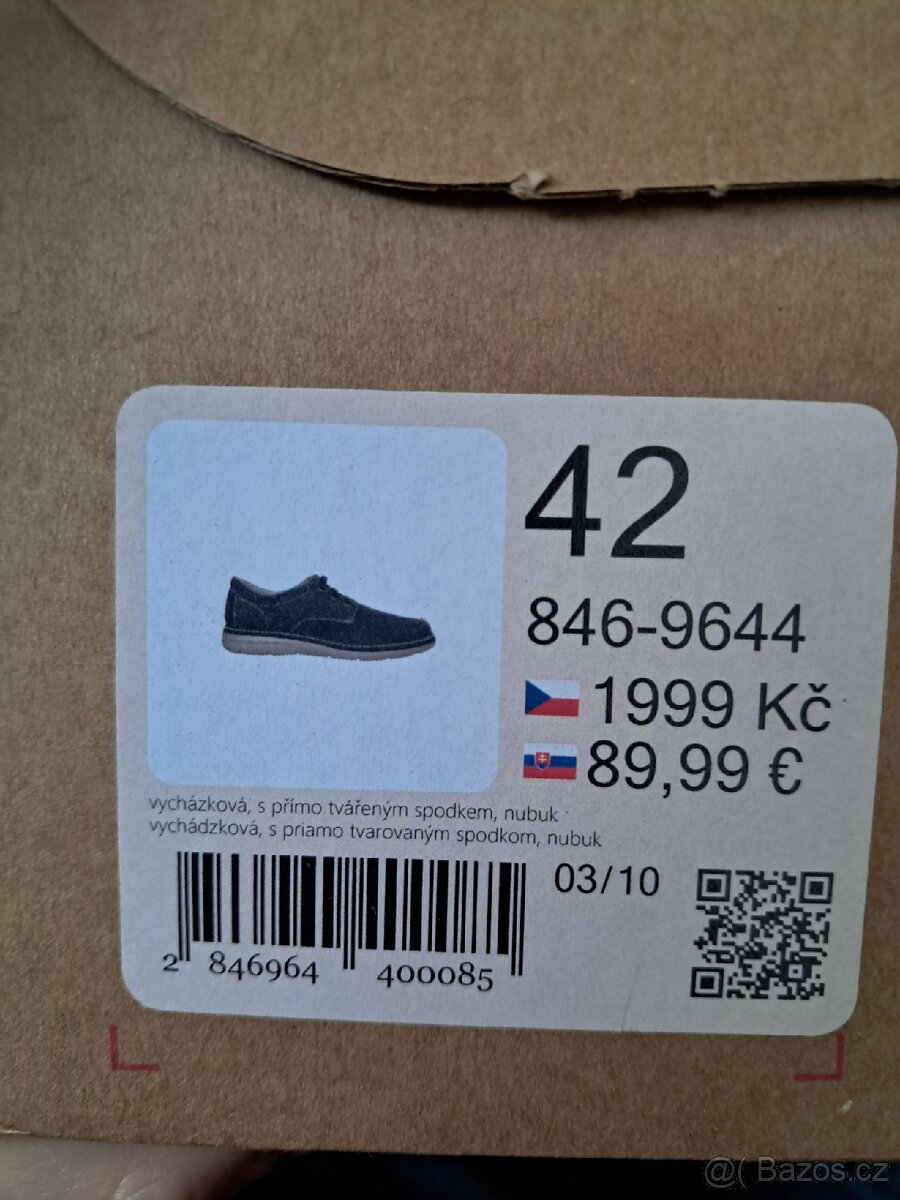 42
846-9644
1999 Kč
89,99 €
vycházková, s přímo tvářeným spodkem, nubuk
vychádzková, s priamo tvarovaným spodkom, nubuk
03/10
2 846964 400085
@( Bazos.cz